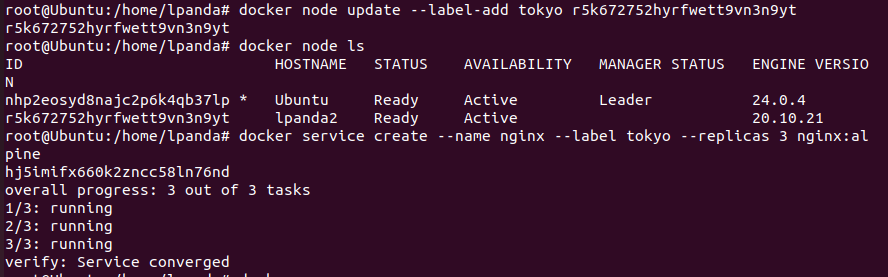 root@Ubuntu:/home/lpanda# docker node update --label-add tokyo r5k672752hyrfwett9vn3n9yt
r5k672752hyrfwett9vn3n9yt
root@Ubuntu:/home/lpanda# docker node ls
ID HOSTNAME STATUS AVAILABILITY MANAGER STATUS ENGINE VERSIO
N
nhp2eosyd8najc2p6k4qb37lp * Ubuntu Ready Active Leader 24.0.4
r5k672752hyrfwett9vn3n9yt lpanda2 Ready Active 20.10.21
root@Ubuntu:/home/lpanda# docker service create --name nginx --label tokyo --replicas 3 nginx:al
pine
hj5imifx660k2zncc58ln76nd
overall progress: 3 out of 3 tasks
1/3: running
2/3: running
3/3: running
verify: Service converged